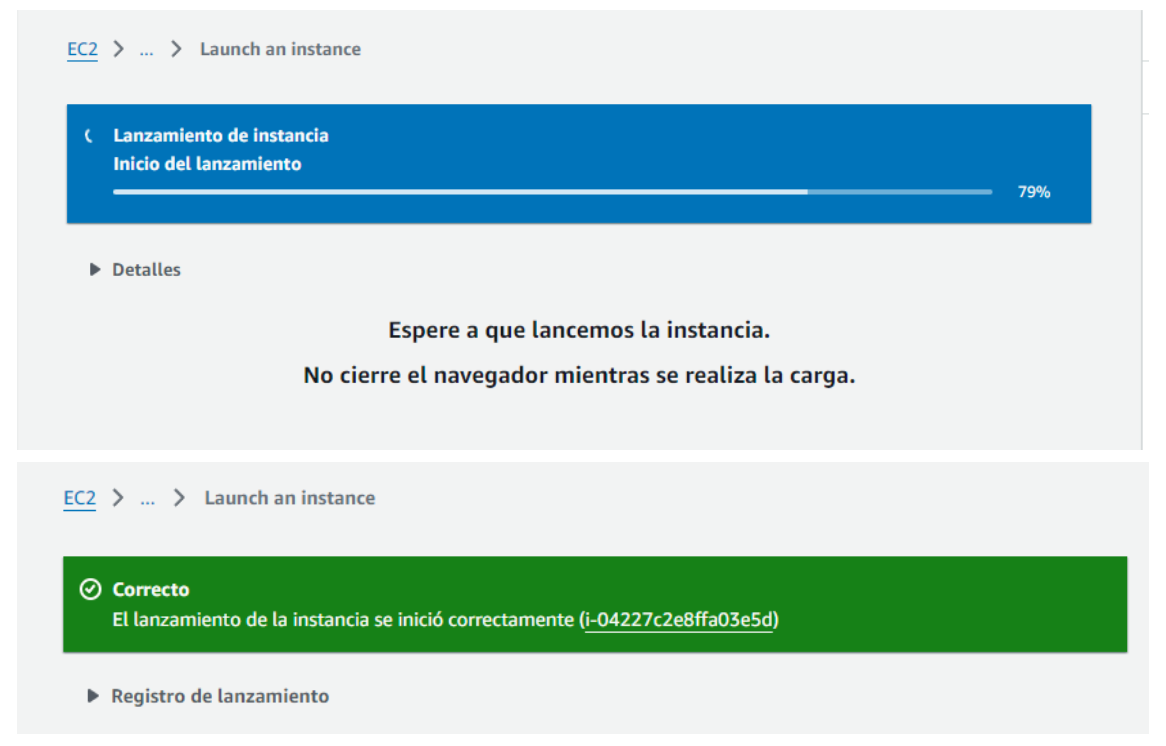 EC2 > ... > Launch an instance
Lanzamiento de instancia
Inicio del lanzamiento
79%
Detalles
Espere a que lancemos la instancia.
No cierre el navegador mientras se realiza la carga.
EC2 > ... > Launch an instance
Correcto
El lanzamiento de la instancia se inició correctamente (i-04227c2e8ffa03e5d)
Registro de lanzamiento